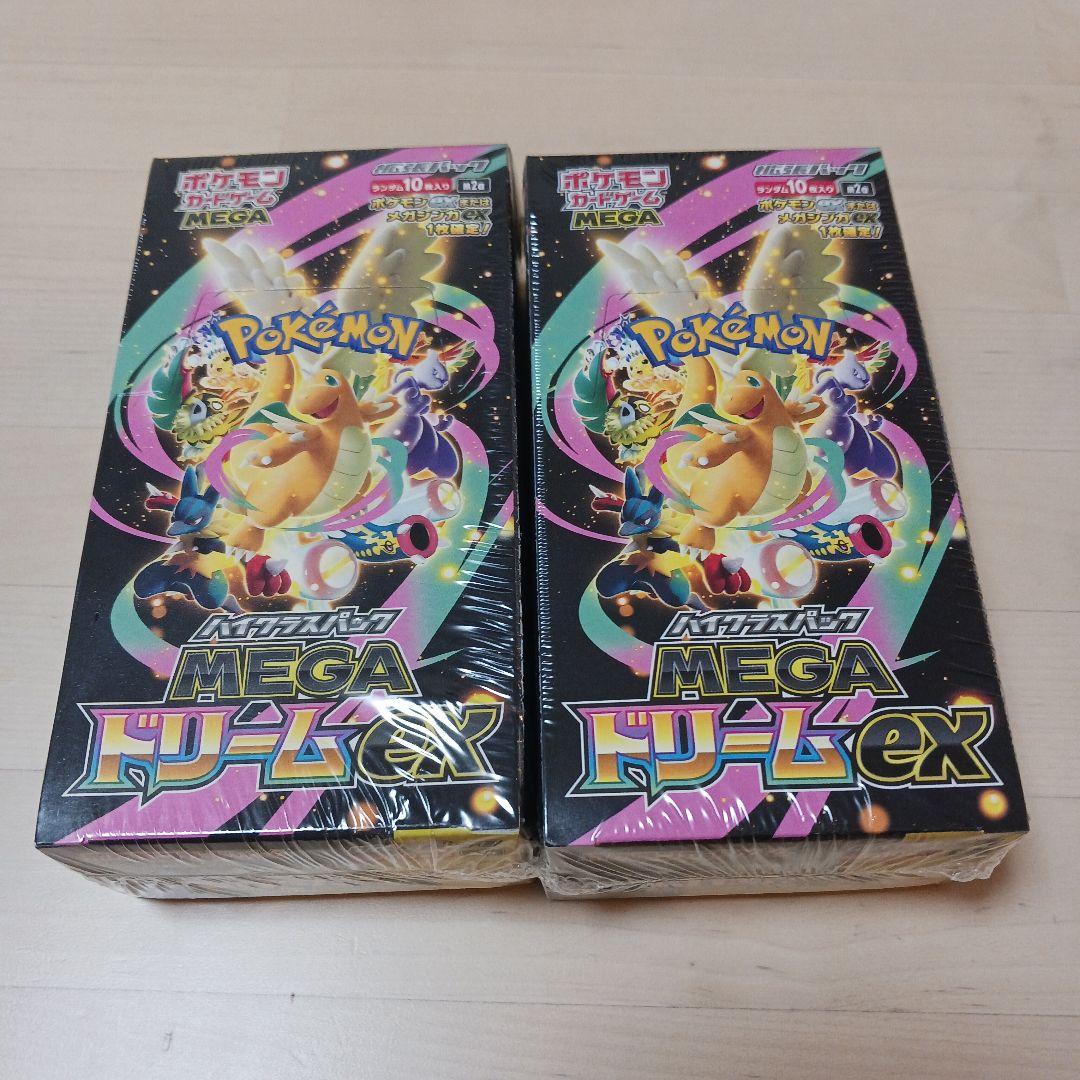 ポケモン
カードゲーム
MEGA
拡張パック
ランダム10枚入り 第2版
ポケモンexまたは
メガシンカex
1枚確定!
POKéMON
ハイクラスパック
MEGA
ドリームex
ポケモン
カードゲーム
MEGA
拡張パック
ランダム10枚入り
ポケモンexまたは
メガシンカex
1枚確定!
POKéMON
ハイクラスパック
MEGA
ドリームex